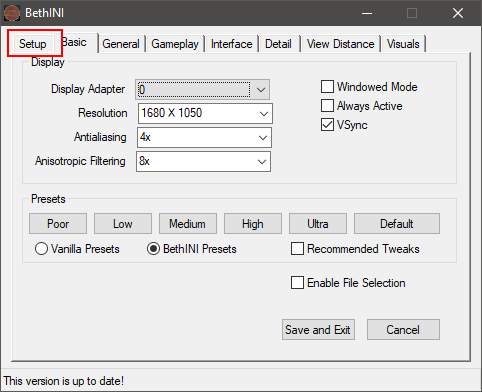 BethINI
Setup Basic General Gameplay Interface Detail View Distance Visuals
Display
Display Adapter 0 Windowed Mode
Resolution 1680 X 1050 Always Active
Antialiasing 4x VSync
Anisotropic Filtering 8x
Presets
Poor Low Medium High Ultra Default
Vanilla Presets BethINI Presets Recommended Tweaks
Enable File Selection
Save and Exit Cancel
This version is up to date!